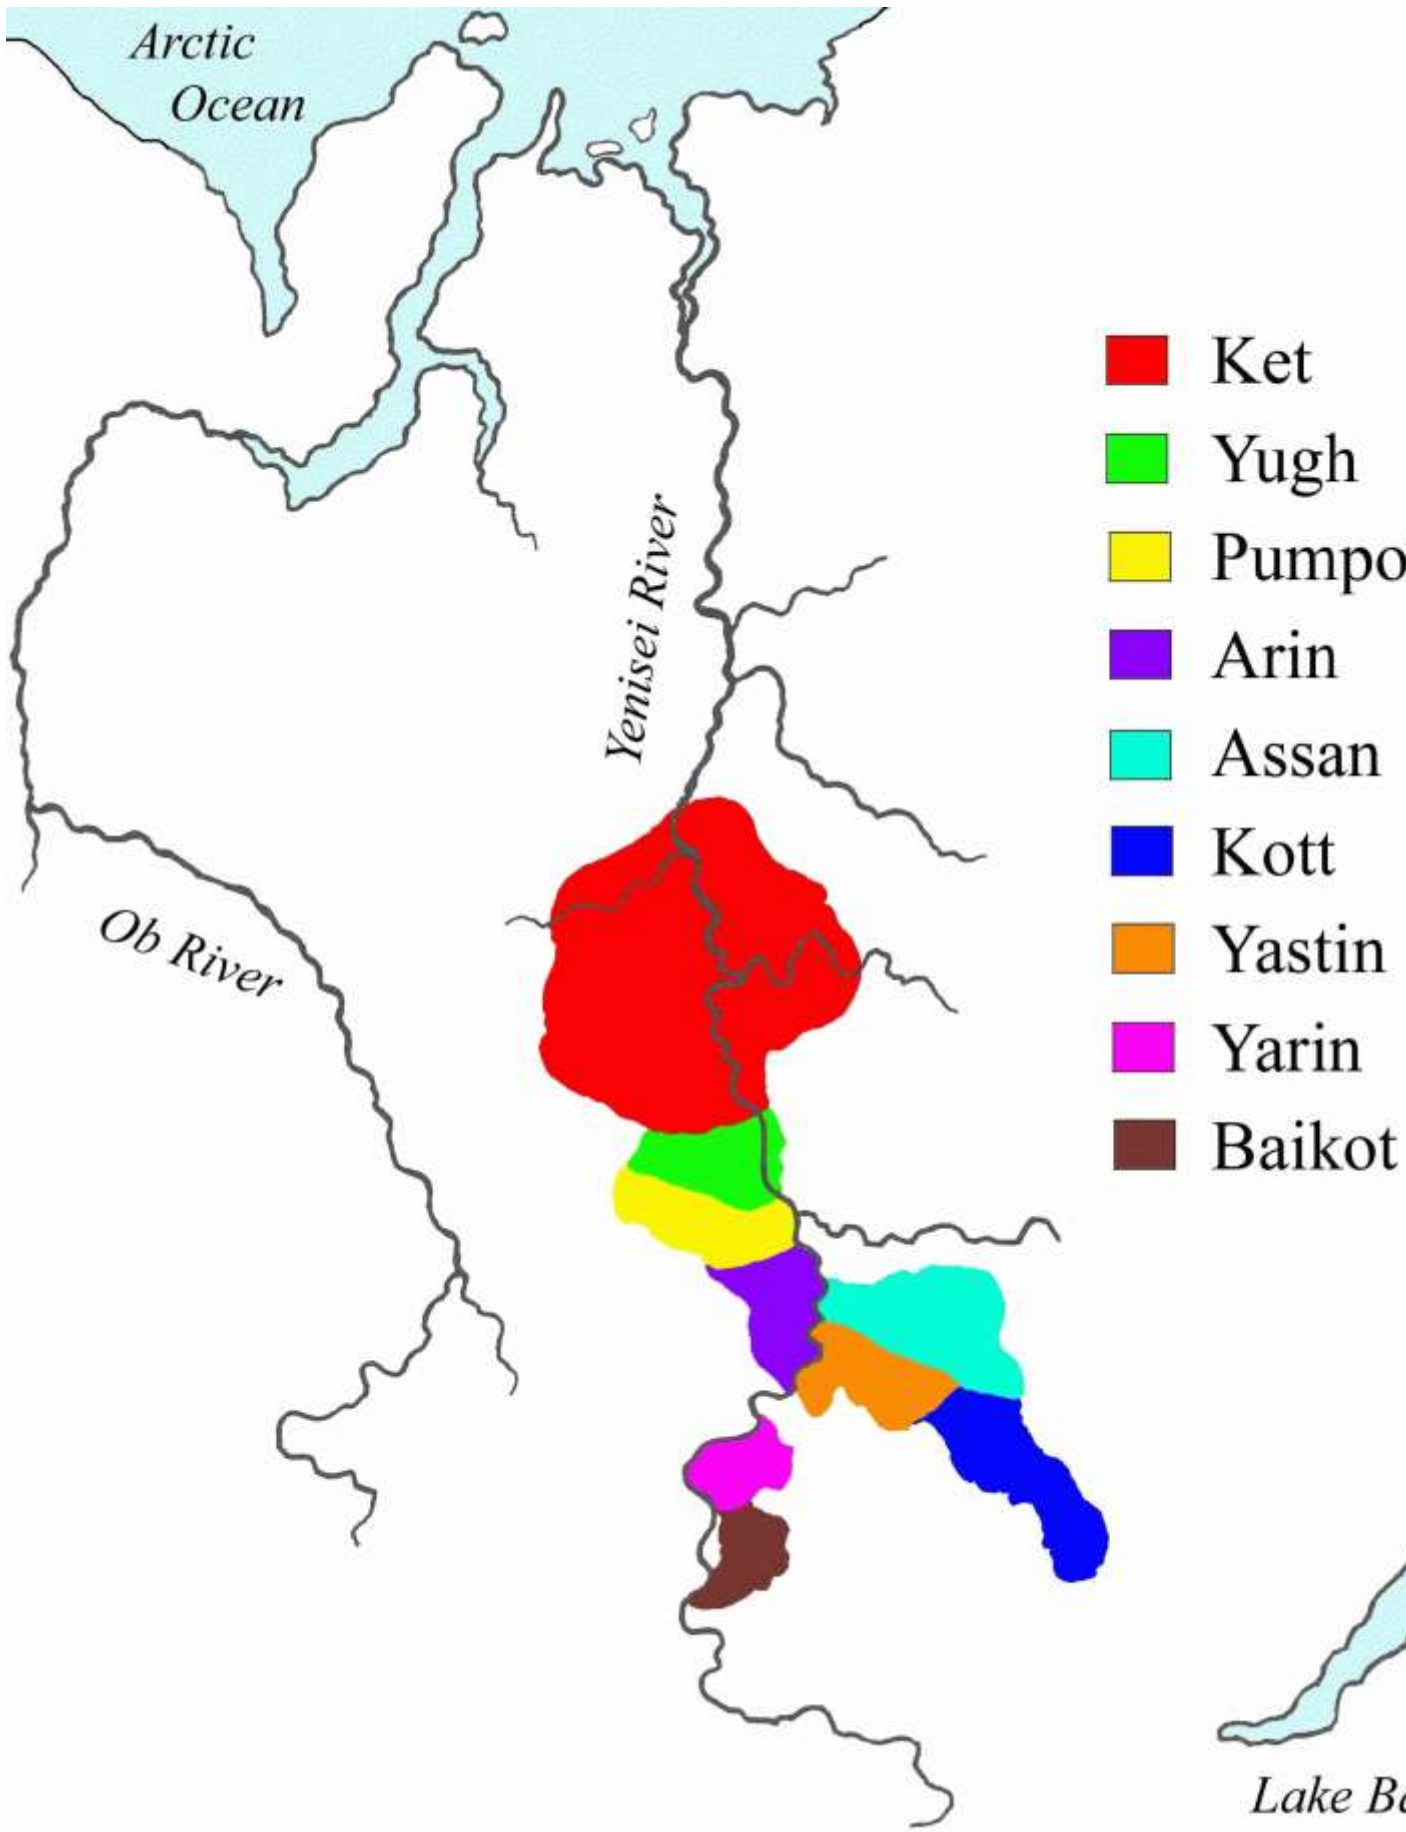 Arctic
Ocean
Ket
Yugh
Pumpo
Arin
Assan
Kott
Yastin
Yarin
Baikot
Yenisei River
Ob River
Lake Ba